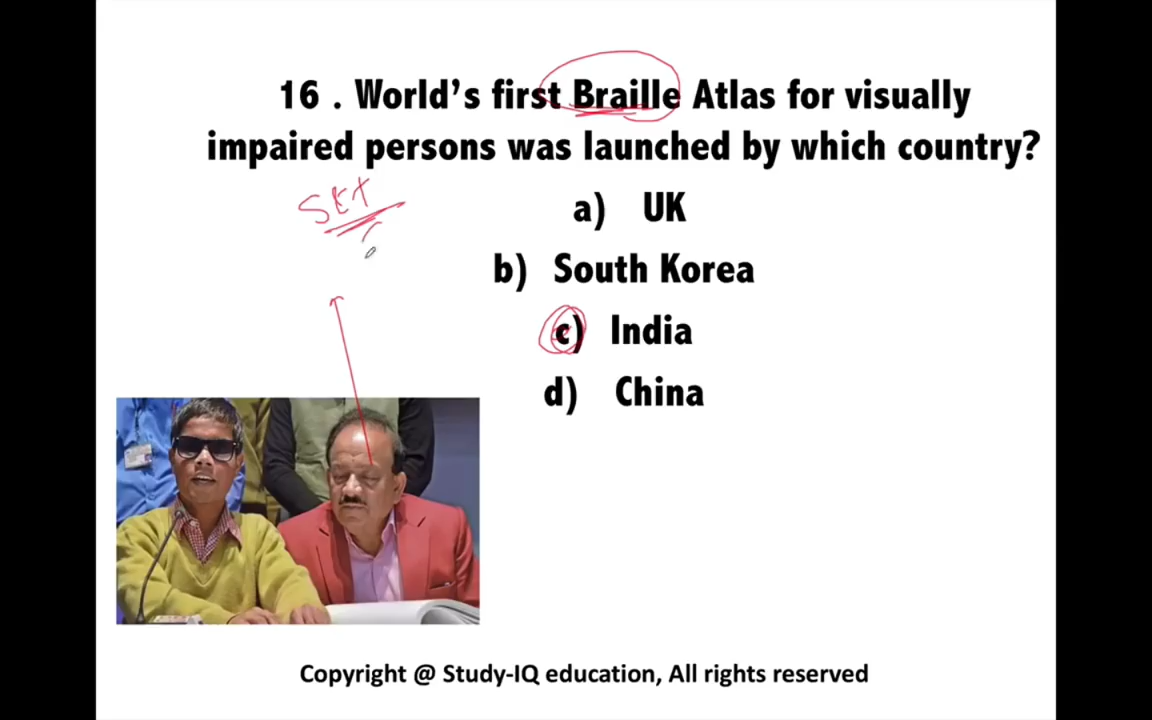 16 . World's first Braille Atlas for visually
impaired persons was launched by which country?
SET
a) UK
b) South Korea
c) India
d) China
Copyright @ Study-IQ education, All rights reserved